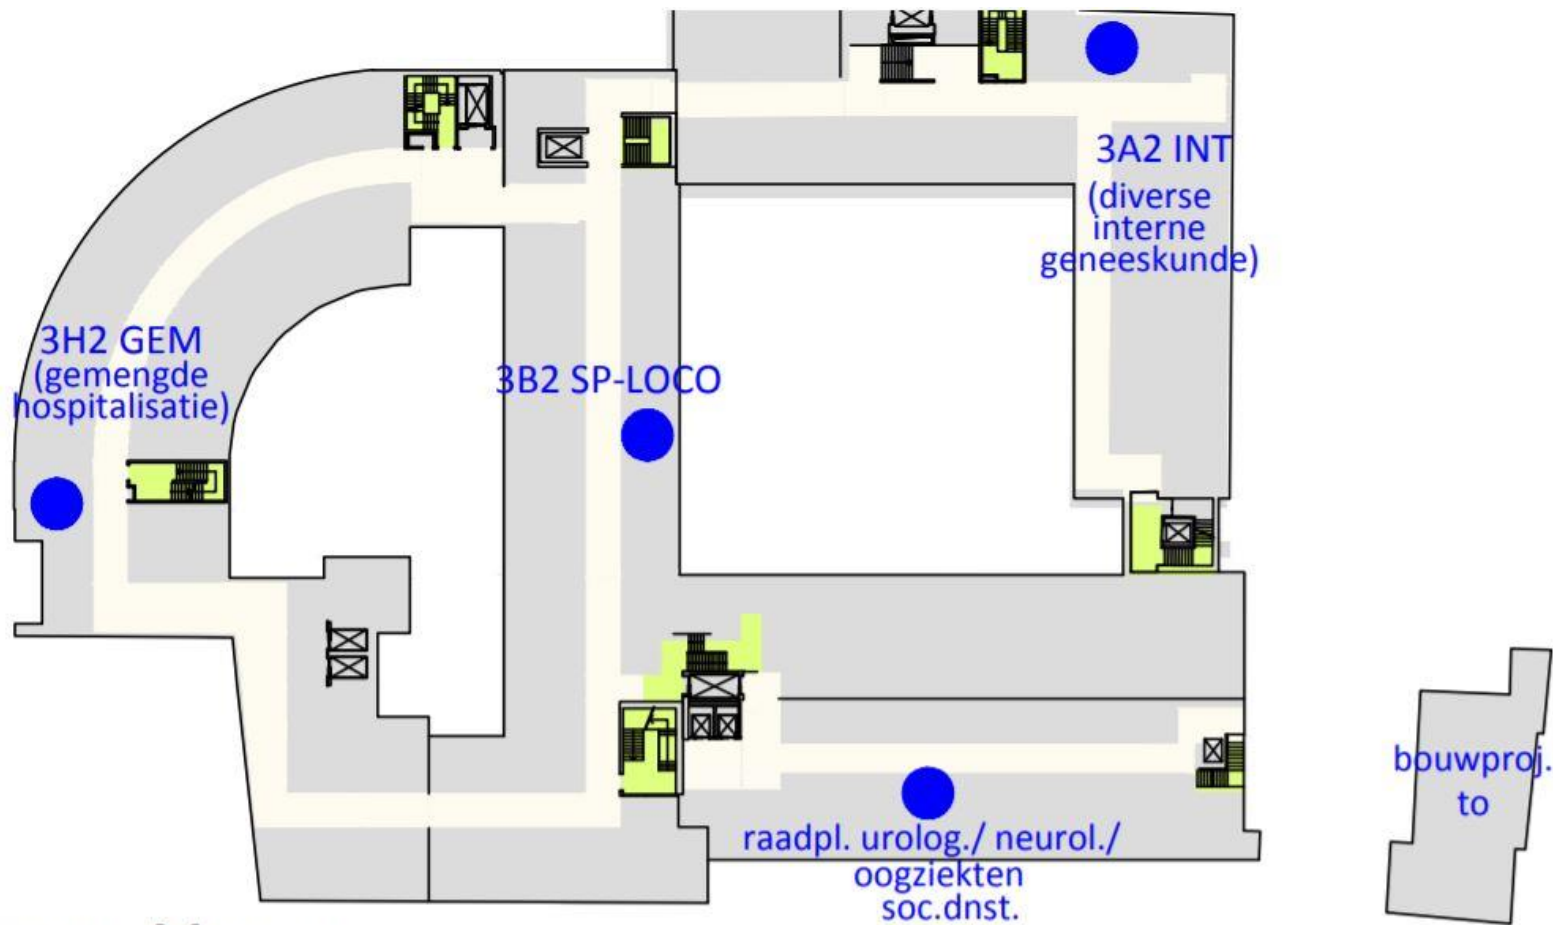 3A2 INT
(diverse
interne
geneeskunde)
3H2 GEM
(gemengde
hospitalisatie)
3B2 SP-LOCO
raadpl. urolog./ neurol./
oogziekten
soc.dnst.
bouwproj.
to